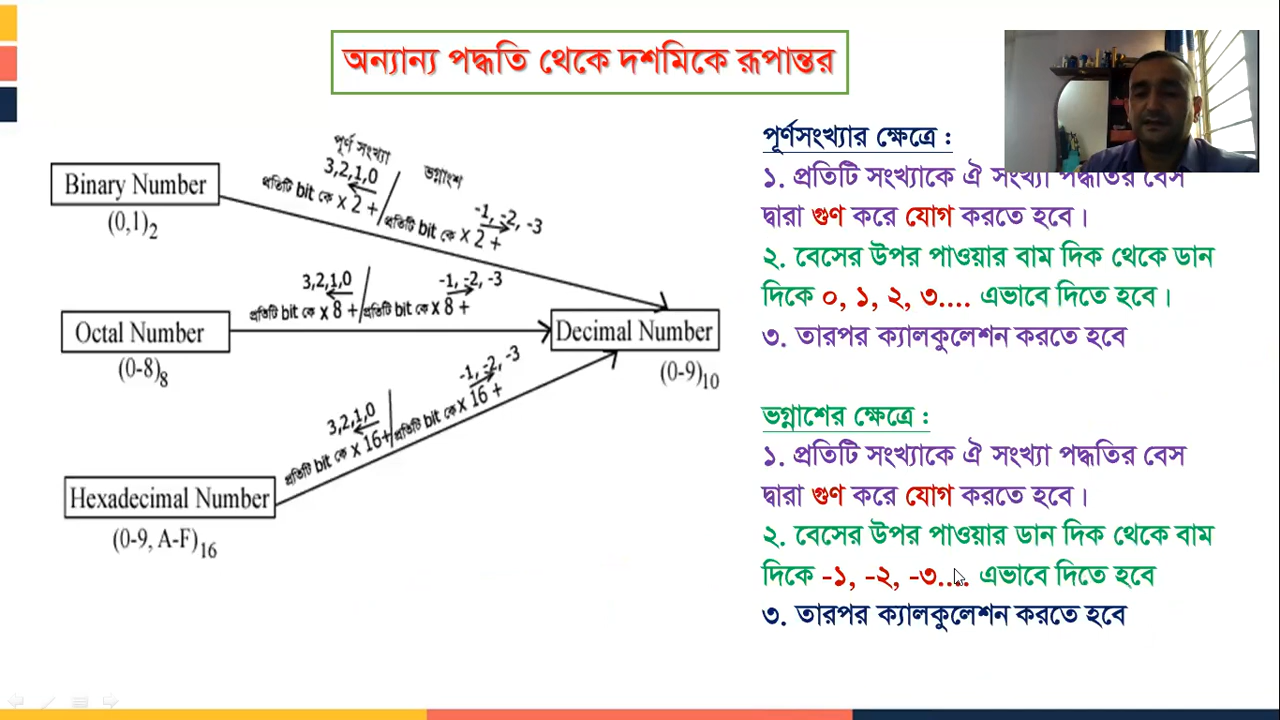 অন্যান্য পদ্ধতি থেকে দশমিকে রূপান্তর
Binary Number
(0,1)2
পূর্ণ সংখ্যা
3,2,1,0
প্রতিটি bit কে x 2 +
ভগ্নাংশ
-1, -2, -3
প্রতিটি bit কে x 2 +
Octal Number
(0-8)8
3,2,1,0
প্রতিটি bit কে x 8 +
-1, -2, -3
প্রতিটি bit কে x 8 +
Decimal Number
(0-9)10
Hexadecimal Number
(0-9, A-F)16
3,2,1,0
প্রতিটি bit কে x 16+
-1, -2, -3
প্রতিটি bit কে x 16 +
পূর্ণসংখ্যার ক্ষেত্রে :
১. প্রতিটি সংখ্যাকে ঐ সংখ্যা পদ্ধতির বেস
দ্বারা গুণ করে যোগ করতে হবে।
২. বেসের উপর পাওয়ার বাম দিক থেকে ডান
দিকে ০, ১, ২, ৩.... এভাবে দিতে হবে।
৩. তারপর ক্যালকুলেশন করতে হবে
ভগ্নাশের ক্ষেত্রে :
১. প্রতিটি সংখ্যাকে ঐ সংখ্যা পদ্ধতির বেস
দ্বারা গুণ করে যোগ করতে হবে।
২. বেসের উপর পাওয়ার ডান দিক থেকে বাম
দিকে -১, -২, -৩.... এভাবে দিতে হবে
৩. তারপর ক্যালকুলেশন করতে হবে